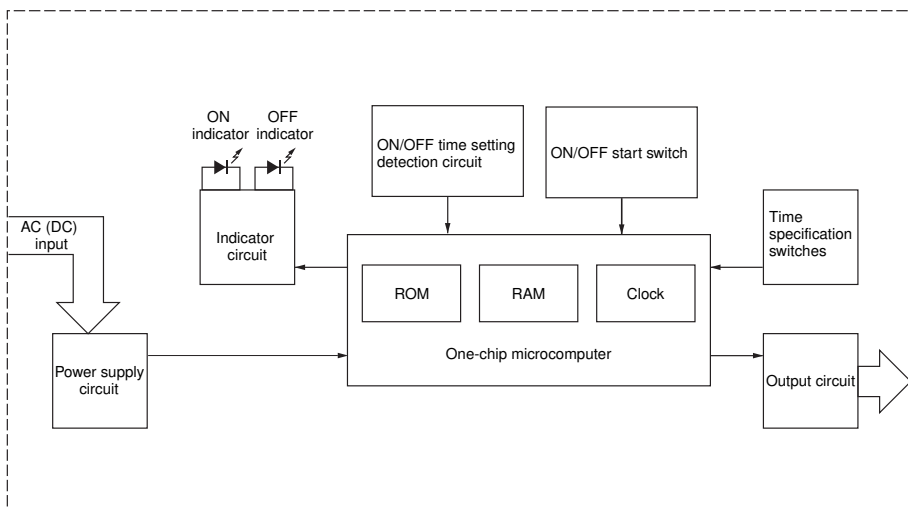 ON
indicator
OFF
indicator
ON/OFF time setting
detection circuit
ON/OFF start switch
AC (DC)
input
Indicator
circuit
Time
specification
switches
ROM
RAM
Clock
One-chip microcomputer
Power supply
circuit
Output circuit